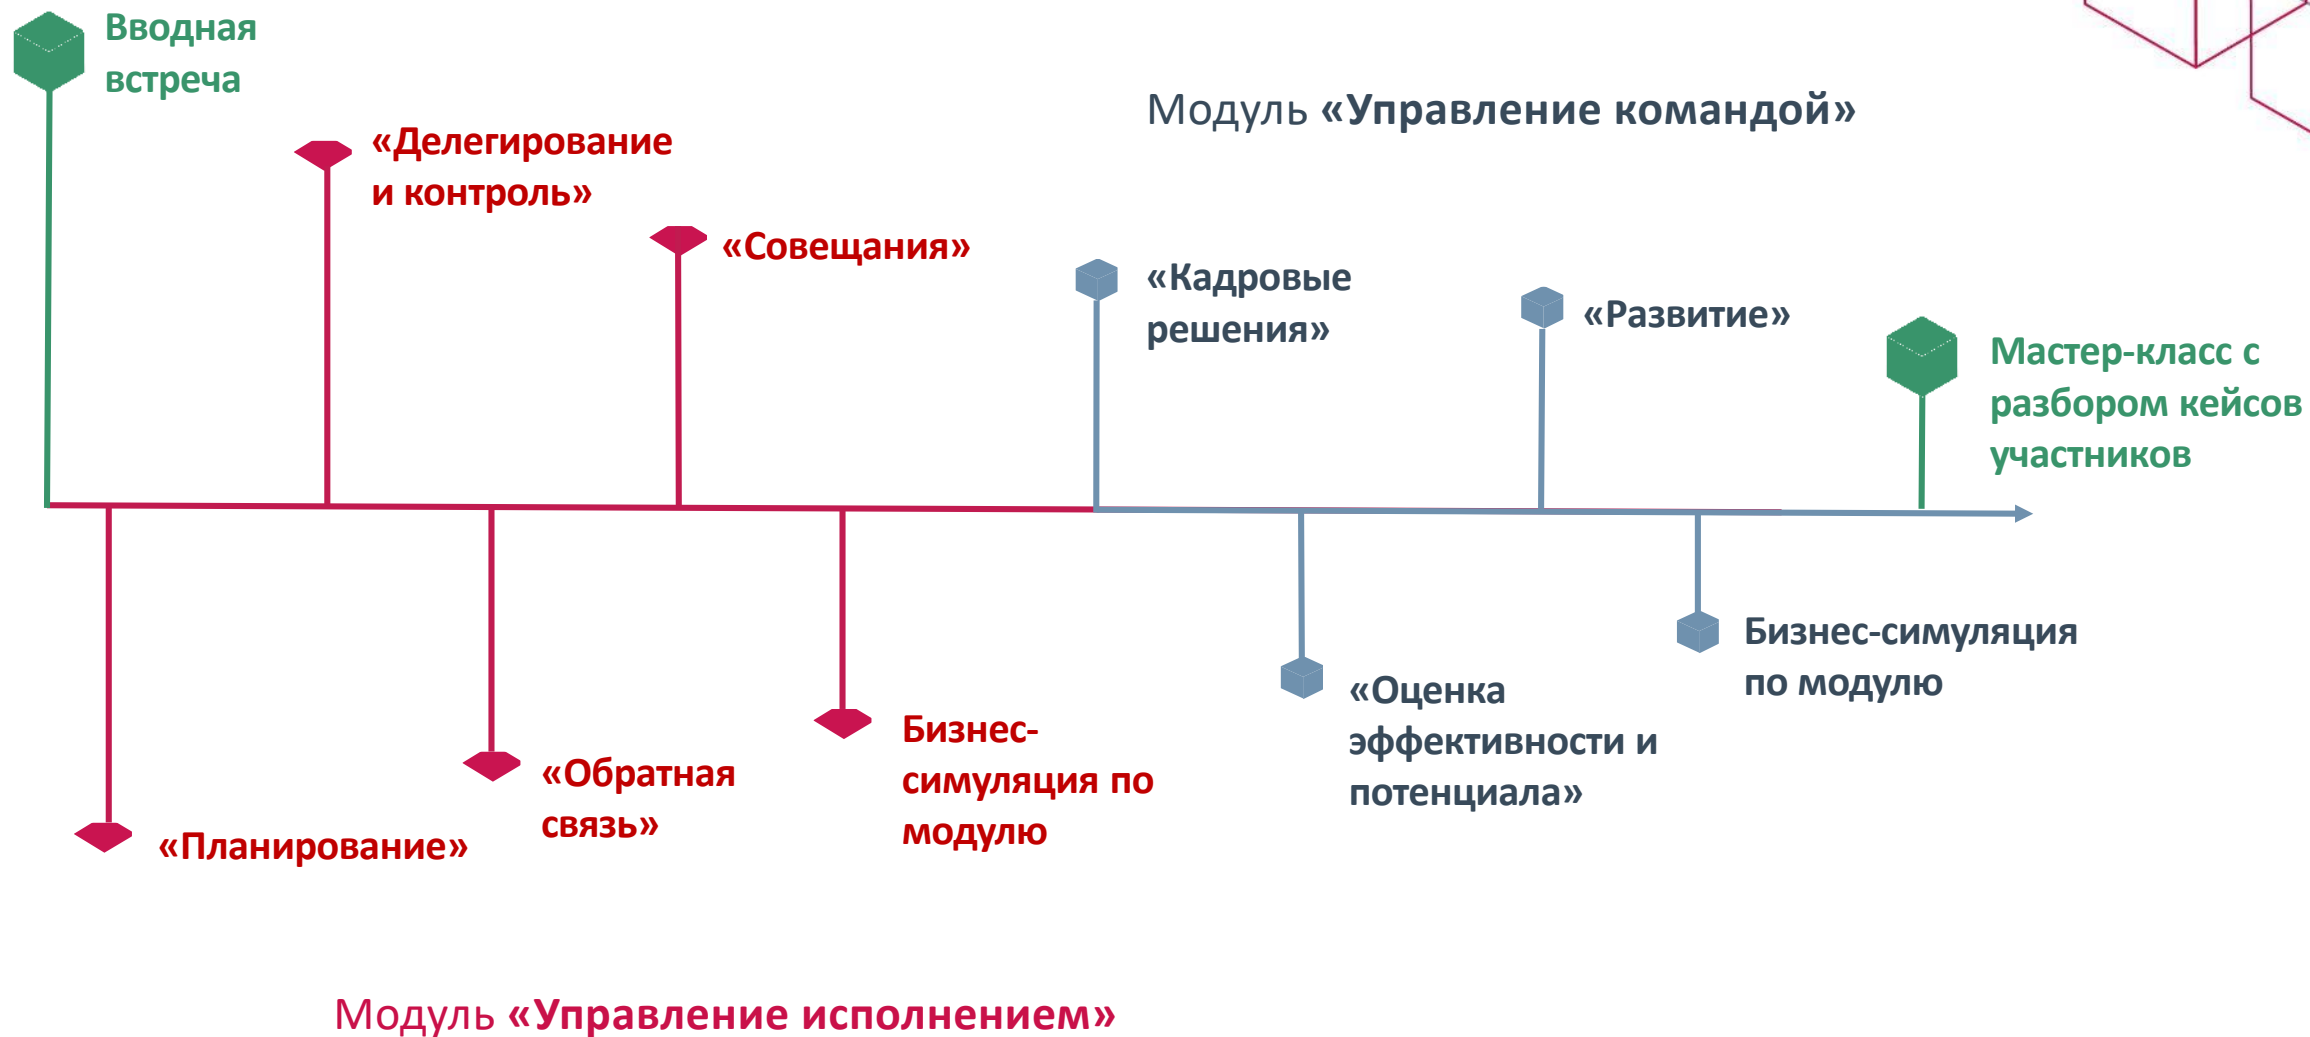 Вводная
встреча
Модуль «Управление командой»
«Делегирование
и контроль»
«Совещания»
«Кадровые
решения»
«Развитие»
Мастер-класс с
разбором кейсов
участников
«Планирование»
«Обратная
связь»
Бизнес-
симуляция по
модулю
«Оценка
эффективности и
потенциала»
Бизнес-симуляция
по модулю
Модуль «Управление исполнением»